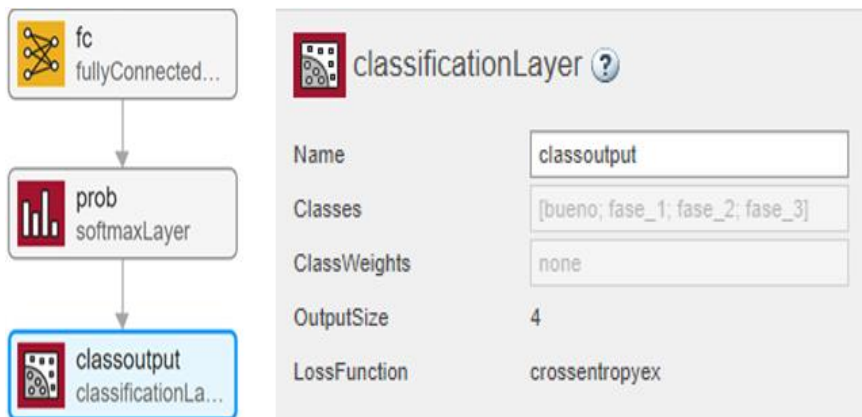 fc
fullyConnected...
prob
softmaxLayer
classoutput
classificationLa...
classificationLayer ?
Name classoutput
Classes [bueno; fase_1; fase_2; fase_3]
ClassWeights none
OutputSize 4
LossFunction crossentropyex